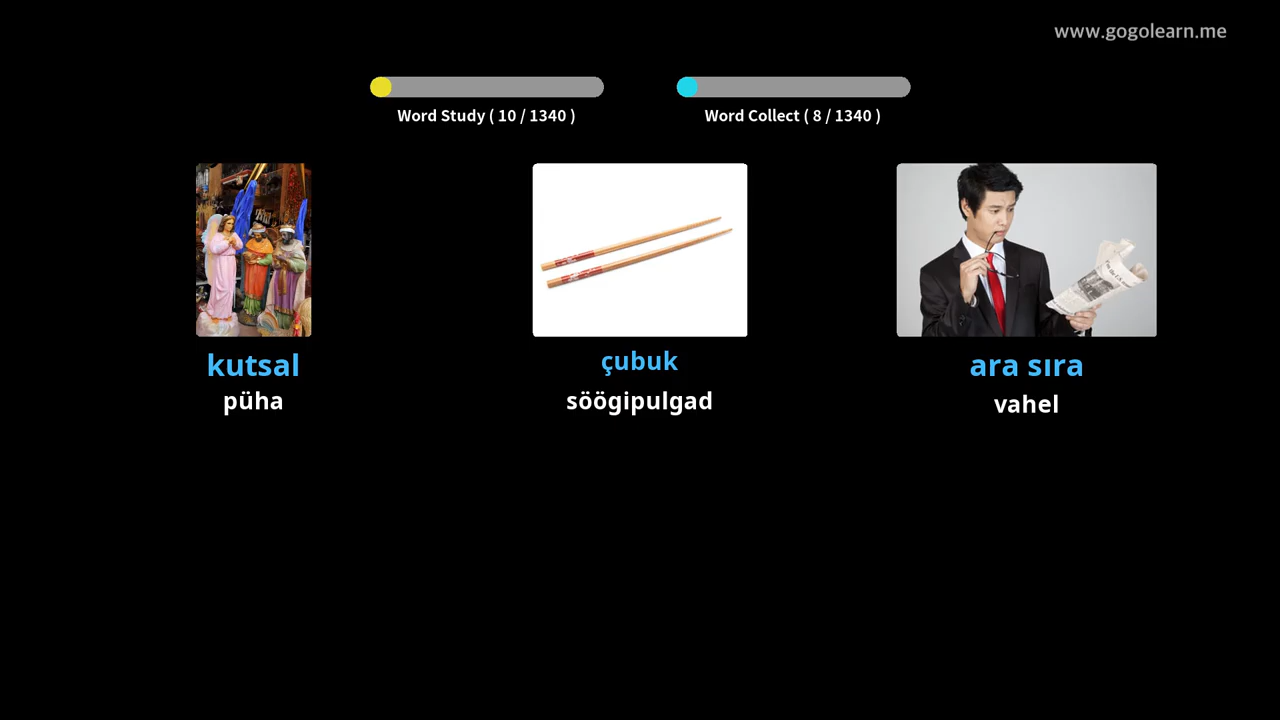 www.gogolearn.me
Word Study ( 10 / 1340 )
Word Collect ( 8 / 1340 )
kutsal
çubuk
ara sıra
püha
söögipulgad
vahel